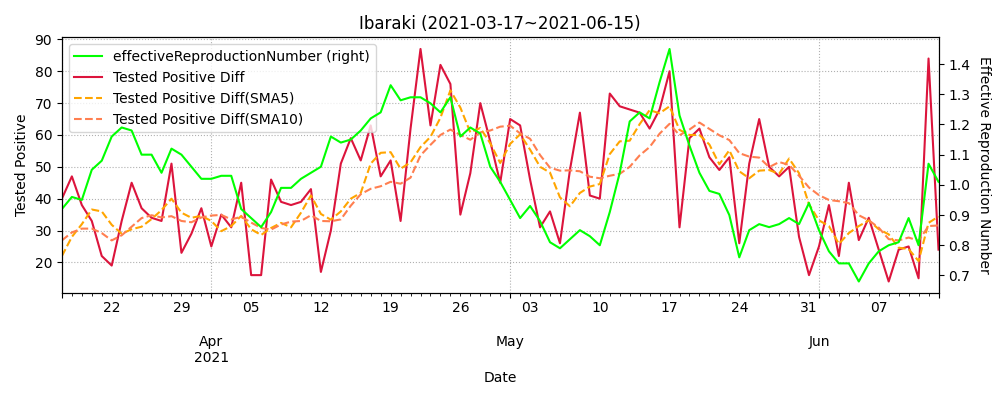 Ibaraki (2021-03-17~2021-06-15)
effectiveReproductionNumber (right)
Tested Positive Diff
Tested Positive Diff(SMA5)
Tested Positive Diff(SMA10)
Tested Positive
90
80
70
60
50
40
30
20
Effective Reproduction Number
1.4
1.3
1.2
1.1
1.0
0.9
0.8
0.7
22 29 05 12 19 26 03 10 17 24 31 07
Apr May Jun
2021
Date